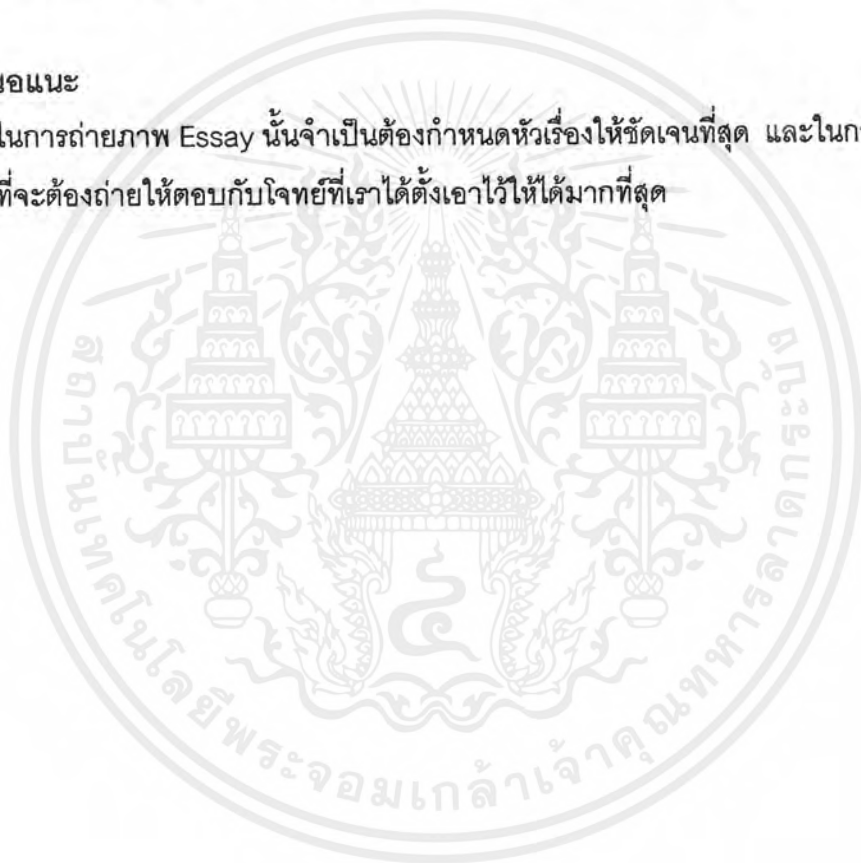 นอแนะ
ในการถ่ายภาพ Essay นั้นจำเป็นต้องกำหนดหัวเรื่องให้ชัดเจนที่สุด และในก
ที่จะต้องถ่ายให้ตอบกับโจทย์ที่เราได้ตั้งเอาไว้ให้ได้มากที่สุด
สถาบันเทคโนโลยีพระจอมเกล้าเจ้าคุณทหารลาดกระบัง